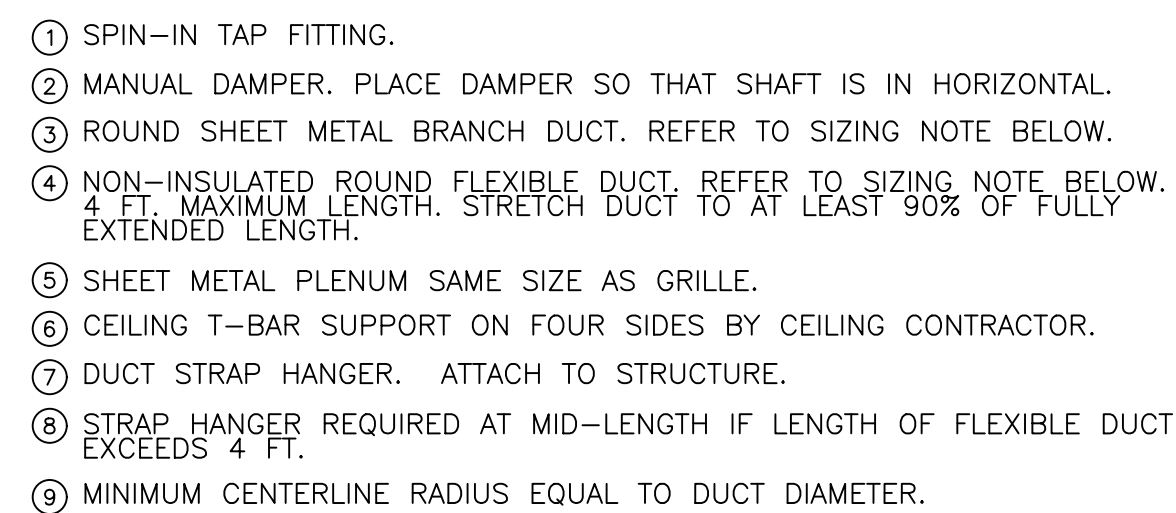 1 SPIN-IN TAP FITTING.
2 MANUAL DAMPER. PLACE DAMPER SO THAT SHAFT IS IN HORIZONTAL.
3 ROUND SHEET METAL BRANCH DUCT. REFER TO SIZING NOTE BELOW.
4 NON-INSULATED ROUND FLEXIBLE DUCT. REFER TO SIZING NOTE BELOW.
4 FT. MAXIMUM LENGTH. STRETCH DUCT TO AT LEAST 90% OF FULLY
EXTENDED LENGTH.
5 SHEET METAL PLENUM SAME SIZE AS GRILLE.
6 CEILING T-BAR SUPPORT ON FOUR SIDES BY CEILING CONTRACTOR.
7 DUCT STRAP HANGER. ATTACH TO STRUCTURE.
8 STRAP HANGER REQUIRED AT MID-LENGTH IF LENGTH OF FLEXIBLE DUCT
EXCEEDS 4 FT.
9 MINIMUM CENTERLINE RADIUS EQUAL TO DUCT DIAMETER.